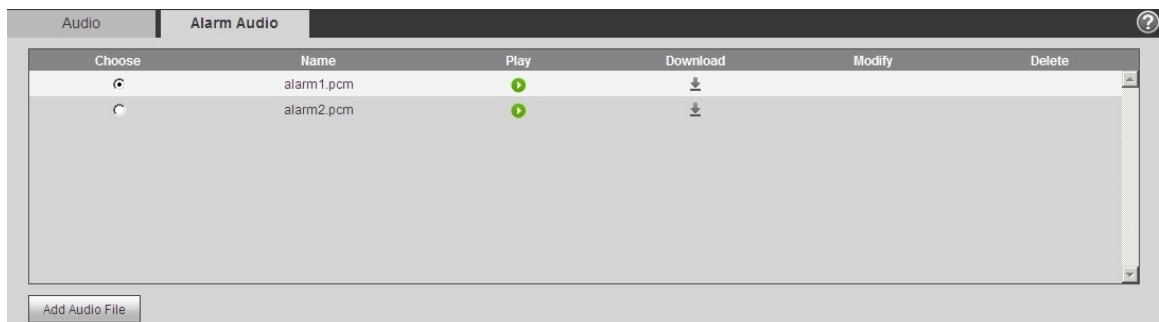 Audio Alarm Audio ?
Choose Name Play Download Modify Delete
alarm1.pcm
alarm2.pcm
Add Audio File